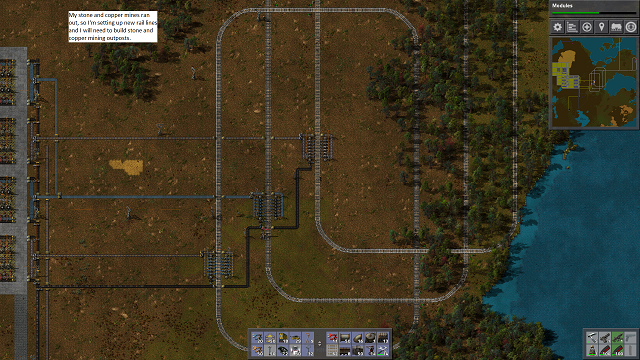 My stone and copper mines ran
out, so I'm setting up new rail lines
and I will need to build stone and
copper mining outposts.
Modules